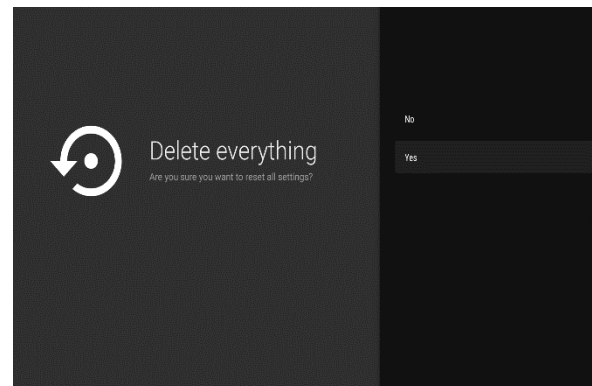 Delete everything
Are you sure you want to reset all settings?
No
Yes